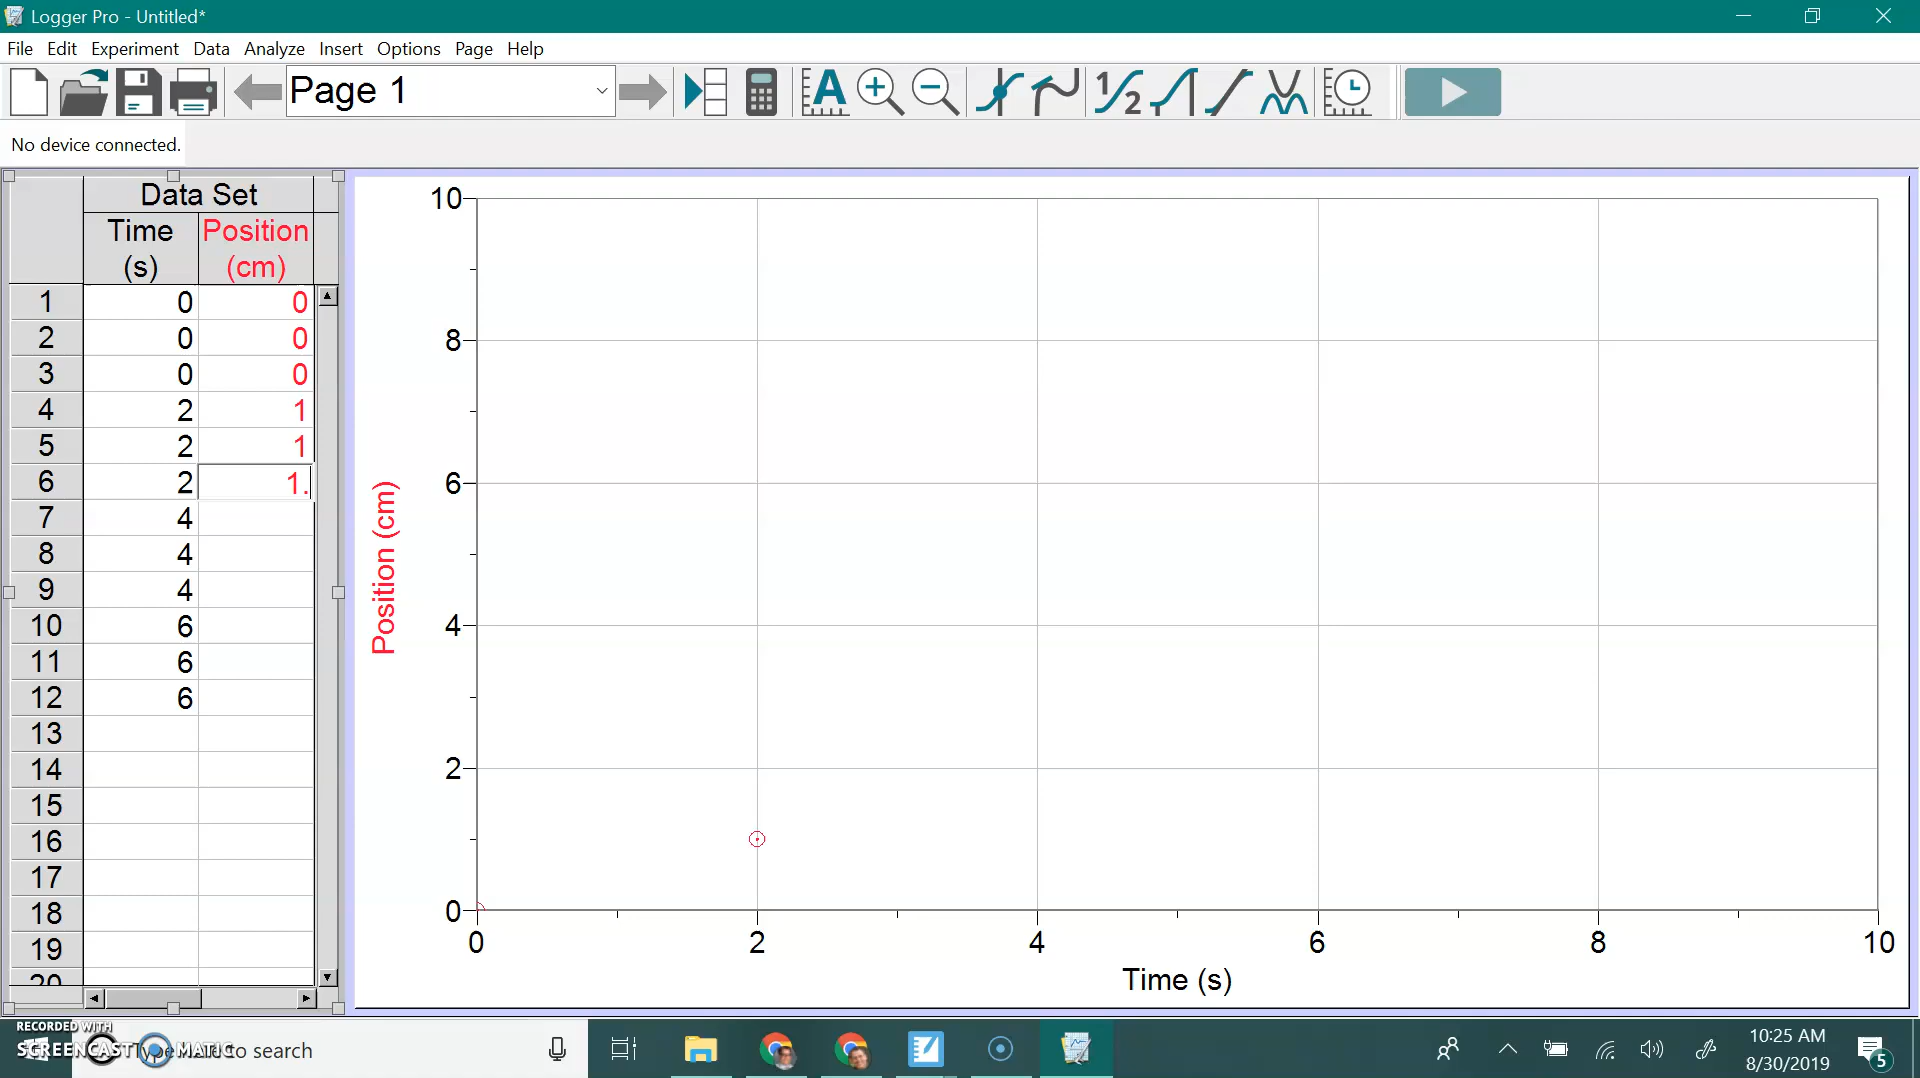 Logger Pro - Untitled*
File Edit Experiment Data Analyze Insert Options Page Help
Page 1
A 1/2
No device connected.
Data Set
Time Position
(s) (cm)
1 0 0
2 0 0
3 0 0
4 2 1
5 2 1
6 2 1.
7 4
8 4
9 4
10 6
11 6
12 6
13
14
15
16
17
18
19
20
10
8
6
4
2
0
Position (cm)
0 2 4 6 8 10
Time (s)
RECORDED WITH
SCREENCAST MATIC
to search
10:25 AM
8/30/2019
5